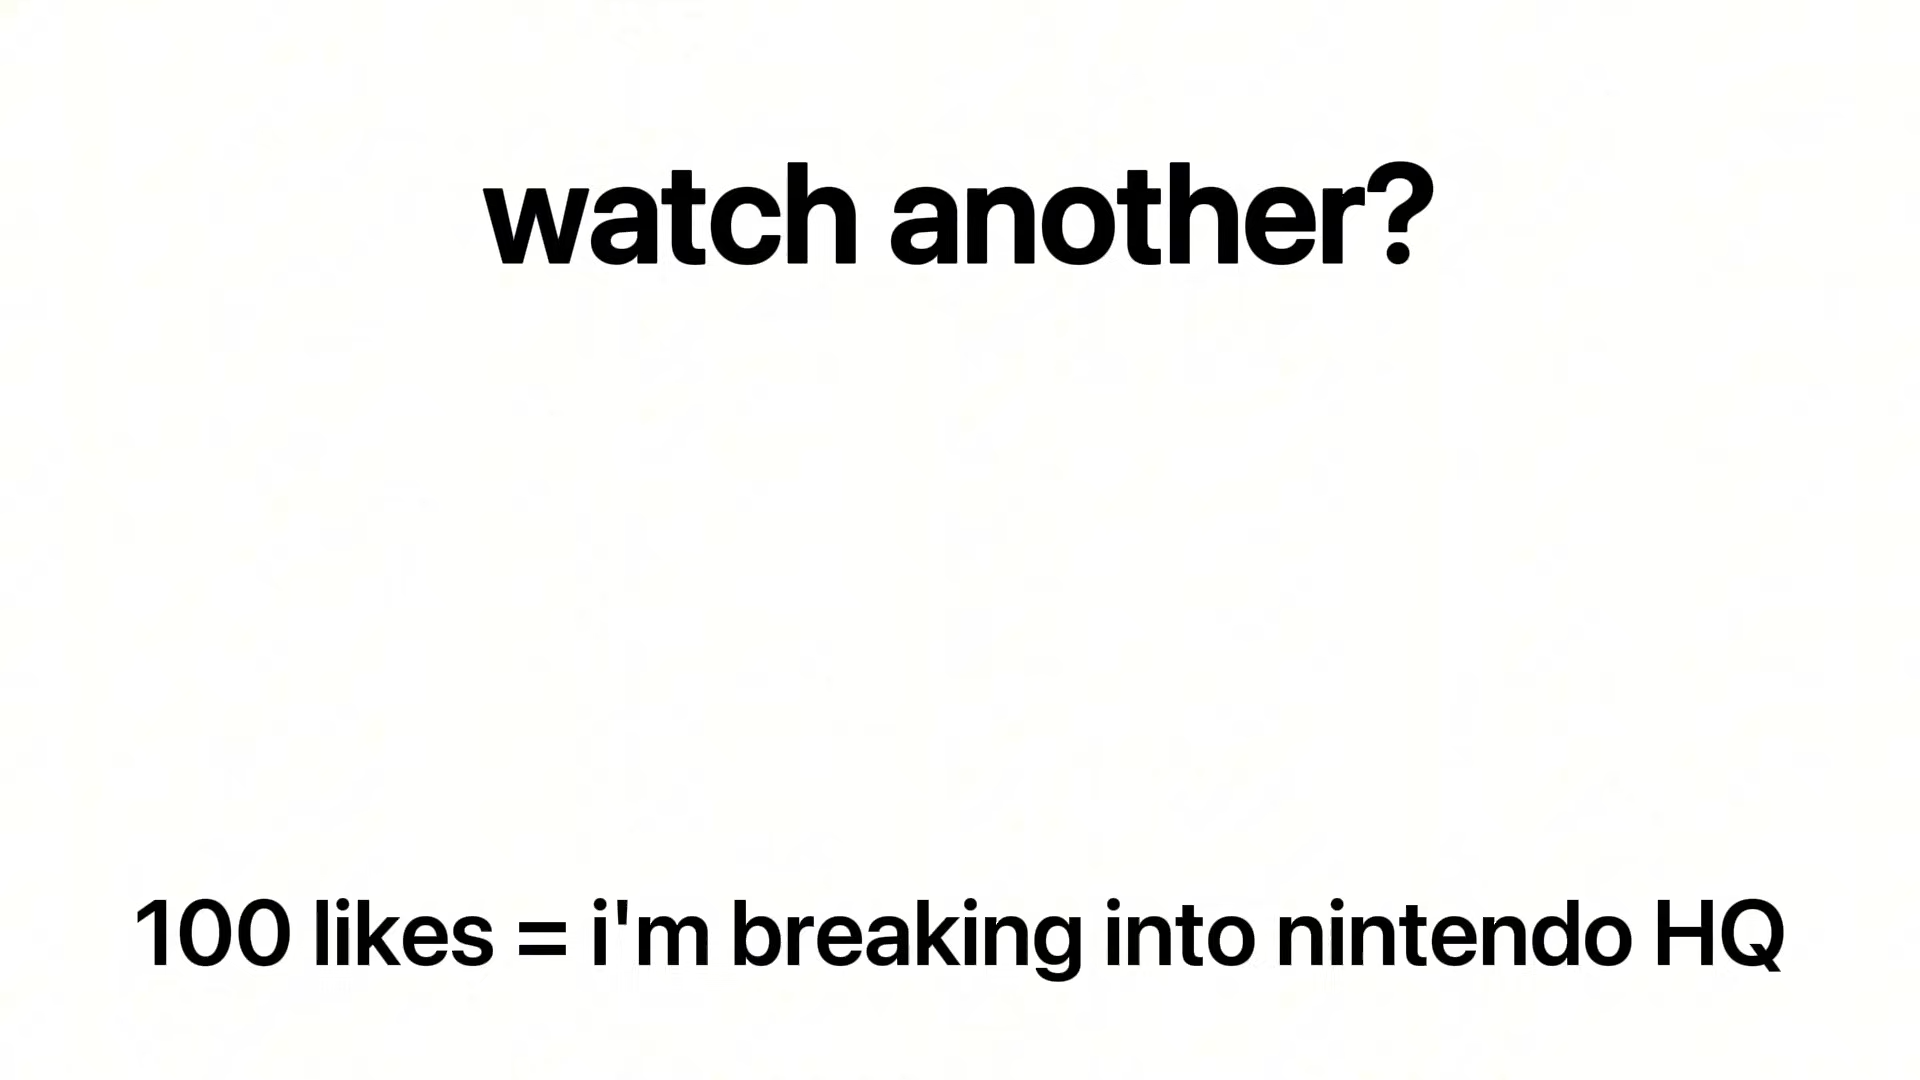 watch another?
100 likes = i'm breaking into nintendo HQ